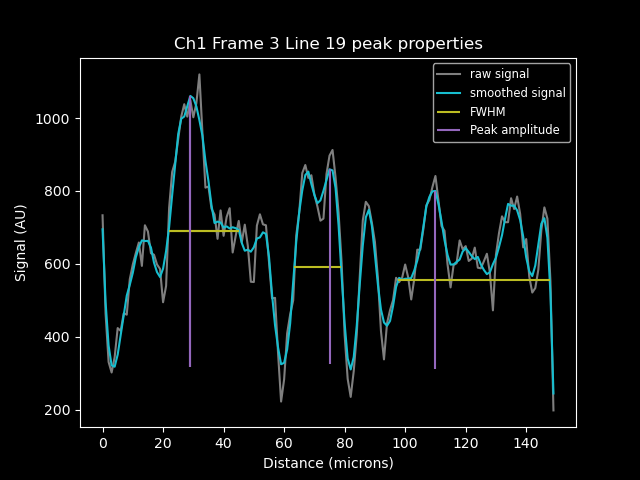 Ch1 Frame 3 Line 19 peak properties
raw signal
smoothed signal
FWHM
Peak amplitude
Signal (AU)
1000
800
600
400
200
0 20 40 60 80 100 120 140
Distance (microns)